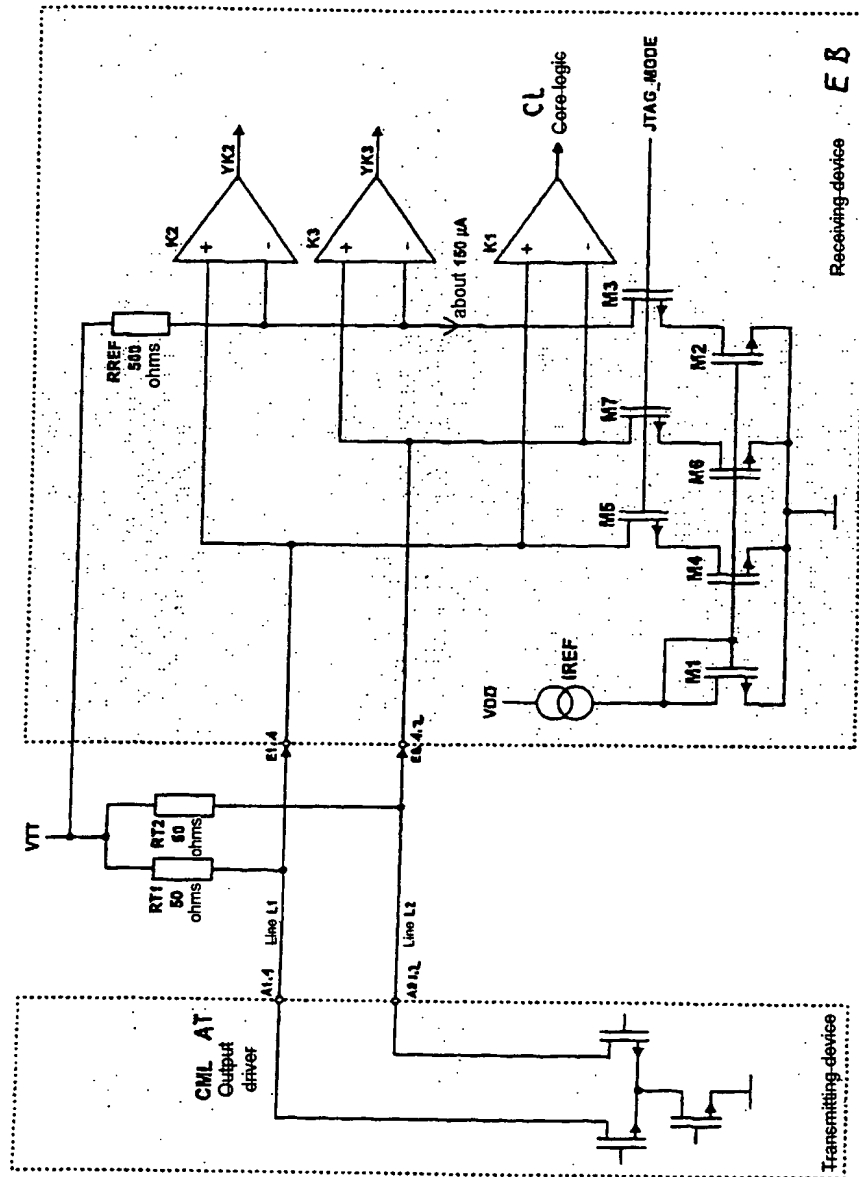 VTT
RT1
50
ohms
RT2
50
ohms
RREF
500
ohms
K2
+
-
YK2
K3
+
-
YK3
about 150 µA
K1
+
-
CL
Core logic
JTAG_MODE
M3
M7
M5
M2
M6
M4
M1
VDD
IREF
E1.1
Line L1
Line L2
A1.1
CML AT
Output
driver
Transmitting device
Receiving device
E B